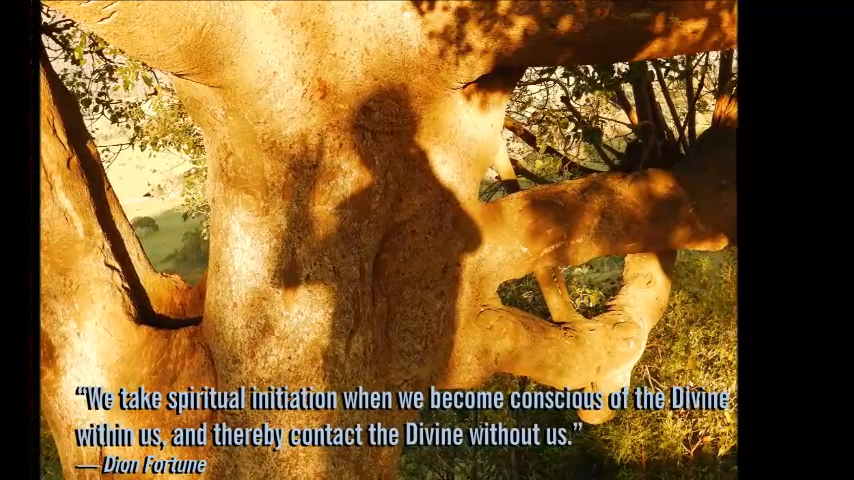 “We take spiritual initiation when we become conscious of the Divine
within us, and thereby contact the Divine without us.”
— Dion Fortune